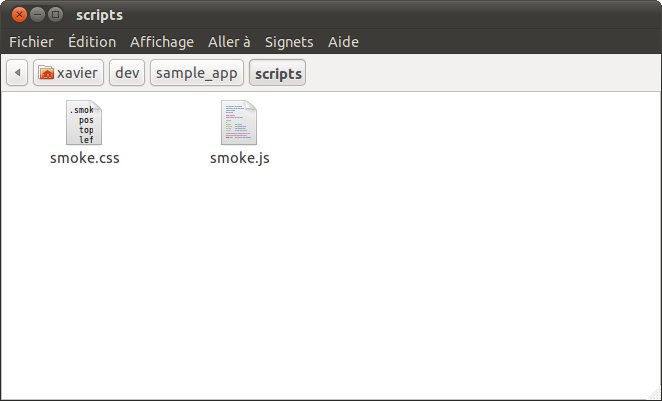 scripts
Fichier Édition Affichage Aller à Signets Aide
xavier dev sample_app scripts
.smok
pos
top
lef
smoke.css smoke.js